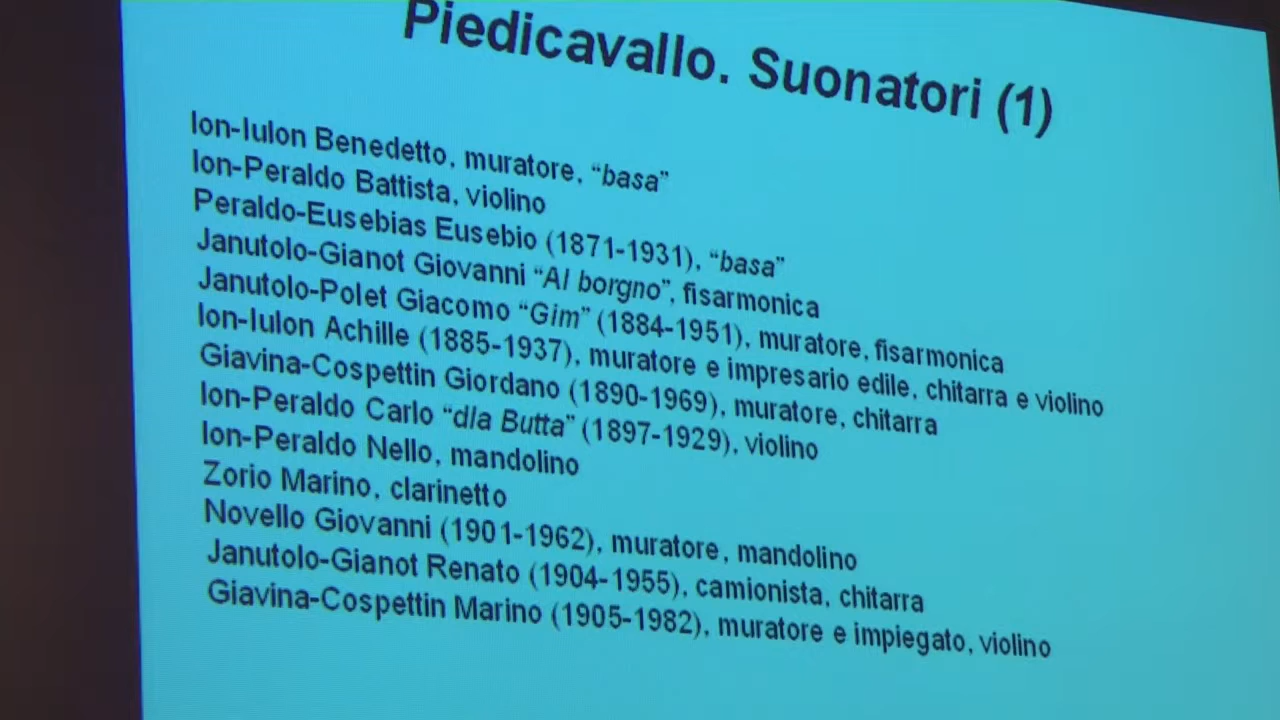 Piedicavallo. Suonatori (1)
Ion-Iulon Benedetto, muratore, “basa”
Ion-Peraldo Battista, violino
Peraldo-Eusebias Eusebio (1871-1931), “basa”
Janutolo-Gianot Giovanni “Al borgno”, fisarmonica
Janutolo-Polet Giacomo “Gim” (1884-1951), muratore, fisarmonica
Ion-Iulon Achille (1885-1937), muratore e impresario edile, chitarra e violino
Giavina-Cospettin Giordano (1890-1969), muratore, chitarra
Ion-Peraldo Carlo “dla Butta” (1897-1929), violino
Ion-Peraldo Nello, mandolino
Zorio Marino, clarinetto
Novello Giovanni (1901-1962), muratore, mandolino
Janutolo-Gianot Renato (1904-1955), camionista, chitarra
Giavina-Cospettin Marino (1905-1982), muratore e impiegato, violino